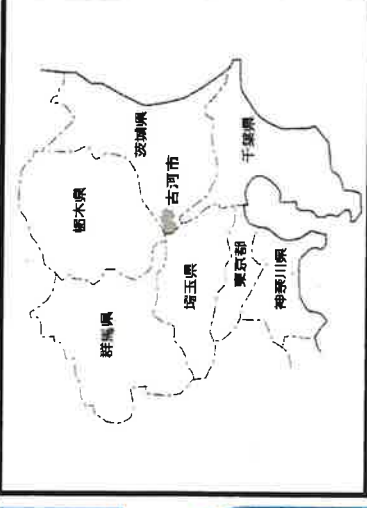 群馬県
栃木県
茨城県
古河市
埼玉県
東京都
千葉県
神奈川県